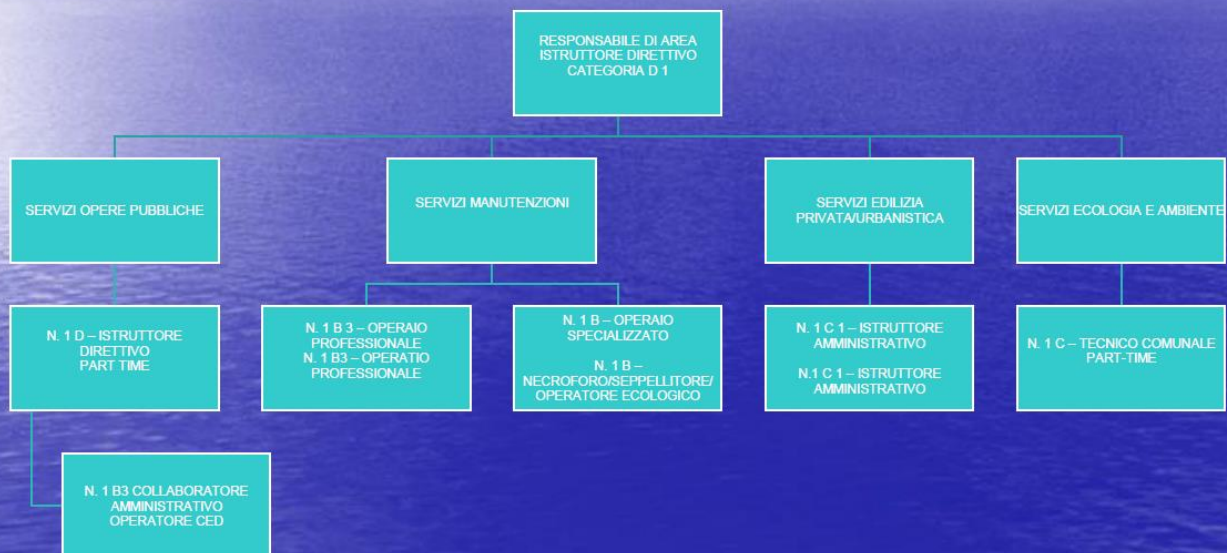 RESPONSABILE DI AREA
ISTRUTTORE DIRETTIVO
CATEGORIA D 1
SERVIZI OPERE PUBBLICHE
SERVIZI MANUTENZIONI
SERVIZI EDILIZIA
PRIVATA/URBANISTICA
SERVIZI ECOLOGIA E AMBIENTE
N. 1 D – ISTRUTTORE
DIRETTIVO
PART TIME
N. 1 B 3 – OPERAIO
PROFESSIONALE
N. 1 B3 – OPERATIO
PROFESSIONALE
N. 1 B – OPERAIO
SPECIALIZZATO
N. 1 B –
NECROFORO/SEPPELLITORE/
OPERATORE ECOLOGICO
N. 1 C 1 – ISTRUTTORE
AMMINISTRATIVO
N.1 C 1 – ISTRUTTORE
AMMINISTRATIVO
N. 1 C – TECNICO COMUNALE
PART-TIME
N. 1 B3 COLLABORATORE
AMMINISTRATIVO
OPERATORE CED